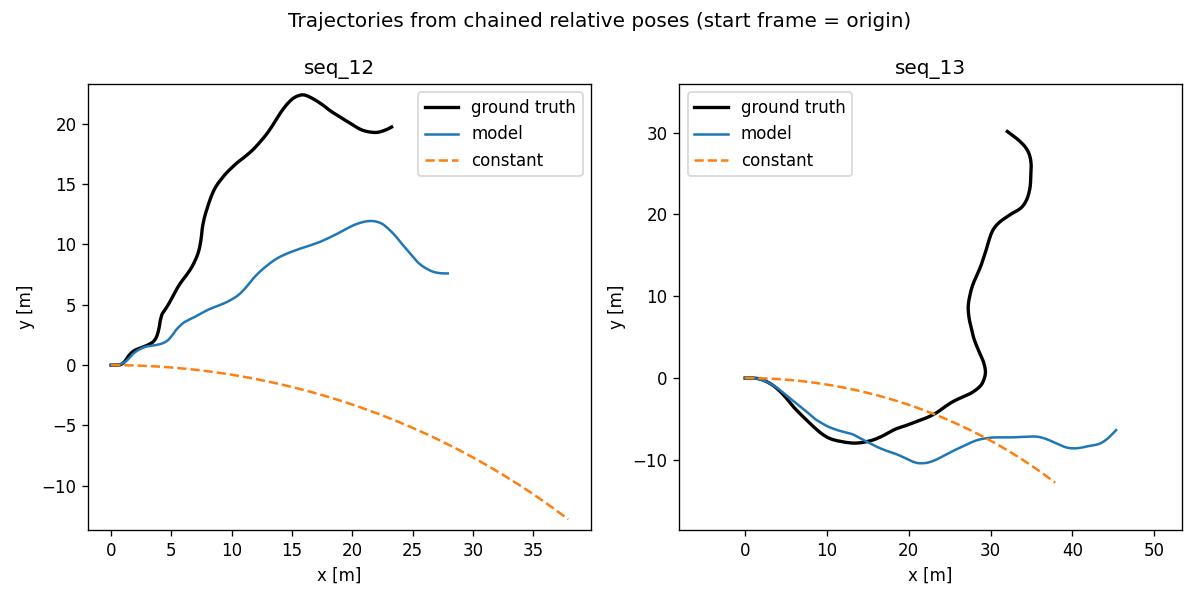 Trajectories from chained relative poses (start frame = origin)
seq_12
ground truth
model
constant
20
15
10
5
0
−5
−10
y [m]
0 5 10 15 20 25 30 35
x [m]
seq_13
ground truth
model
constant
30
20
10
0
−10
y [m]
0 10 20 30 40 50
x [m]